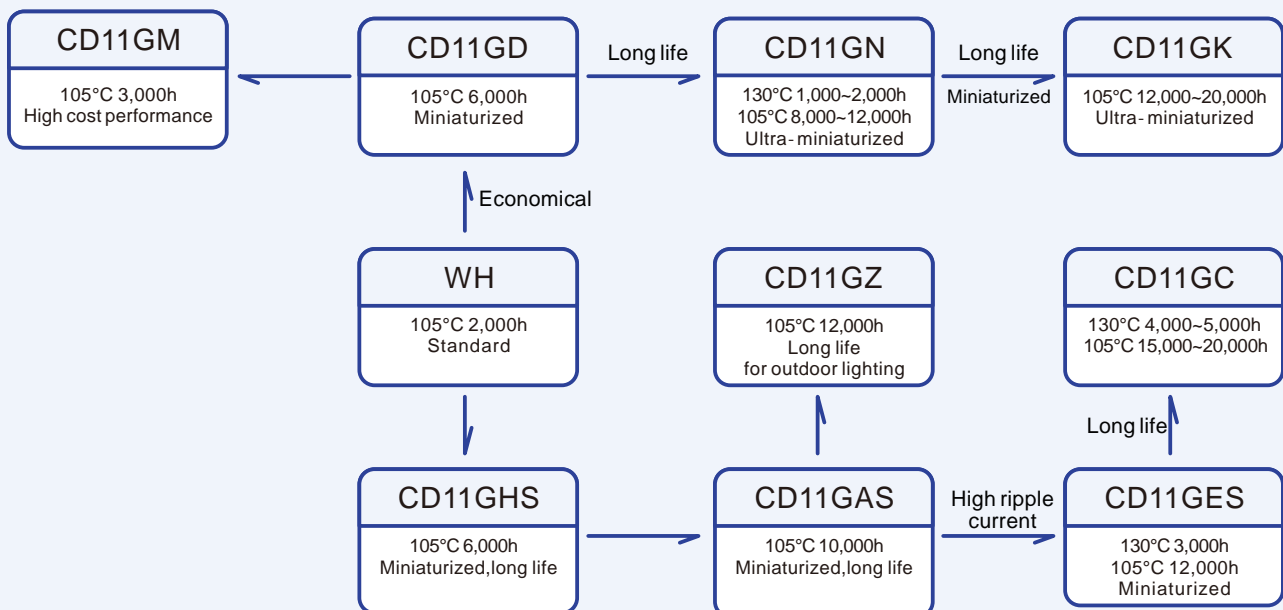 CD11GM
105°C 3,000h
High cost performance
CD11GD
105°C 6,000h
Miniaturized
Long life
CD11GN
130°C 1,000~2,000h
105°C 8,000~12,000h
Ultra-miniaturized
Long life
Miniaturized
CD11GK
105°C 12,000~20,000h
Ultra-miniaturized
Economical
WH
105°C 2,000h
Standard
CD11GZ
105°C 12,000h
Long life
for outdoor lighting
CD11GC
130°C 4,000~5,000h
105°C 15,000~20,000h
Long life
CD11GHS
105°C 6,000h
Miniaturized,long life
CD11GAS
105°C 10,000h
Miniaturized,long life
High ripple
current
CD11GES
130°C 3,000h
105°C 12,000h
Miniaturized